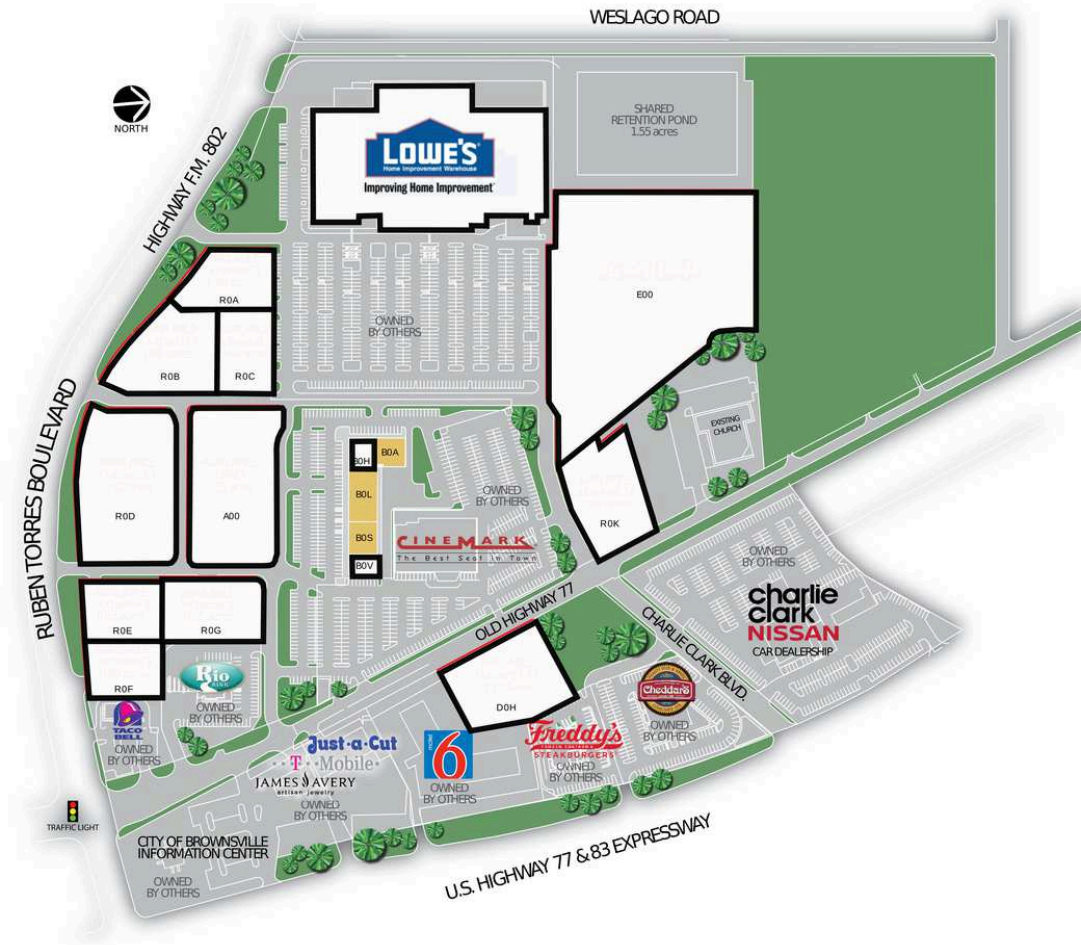 WESLAGO ROAD
NORTH
HIGHWAY F.M. 802
LOWE'S
Home Improvement Warehouse
Improving Home Improvement
SHARED
RETENTION POND
1.55 acres
R0A
E00
OWNED
BY OTHERS
R0B
R0C
RUBEN TORRES BOULEVARD
EXISTING
CHURCH
B0H
B0A
B0L
OWNED
BY OTHERS
R0D
A00
R0K
B0S
CINEMARK
The Best Seat in Town
B0V
OWNED
BY OTHERS
charlie
clark
NISSAN
CAR DEALERSHIP
OLD HIGHWAY 77
CHARLIE CLARK BLVD.
R0E
R0G
R0F
Rio
BANK
OWNED
BY OTHERS
Cheddar's
OWNED
BY OTHERS
D0H
TACO
BELL
OWNED
BY OTHERS
Just-a-Cut
T-Mobile
JAMES AVERY
artisan jewelry
OWNED
BY OTHERS
MOTEL
6
OWNED
BY OTHERS
Freddy's
FROZEN CUSTARD &
STEAKBURGERS
OWNED
BY OTHERS
TRAFFIC LIGHT
CITY OF BROWNSVILLE
INFORMATION CENTER
OWNED
BY OTHERS
U.S. HIGHWAY 77 & 83 EXPRESSWAY